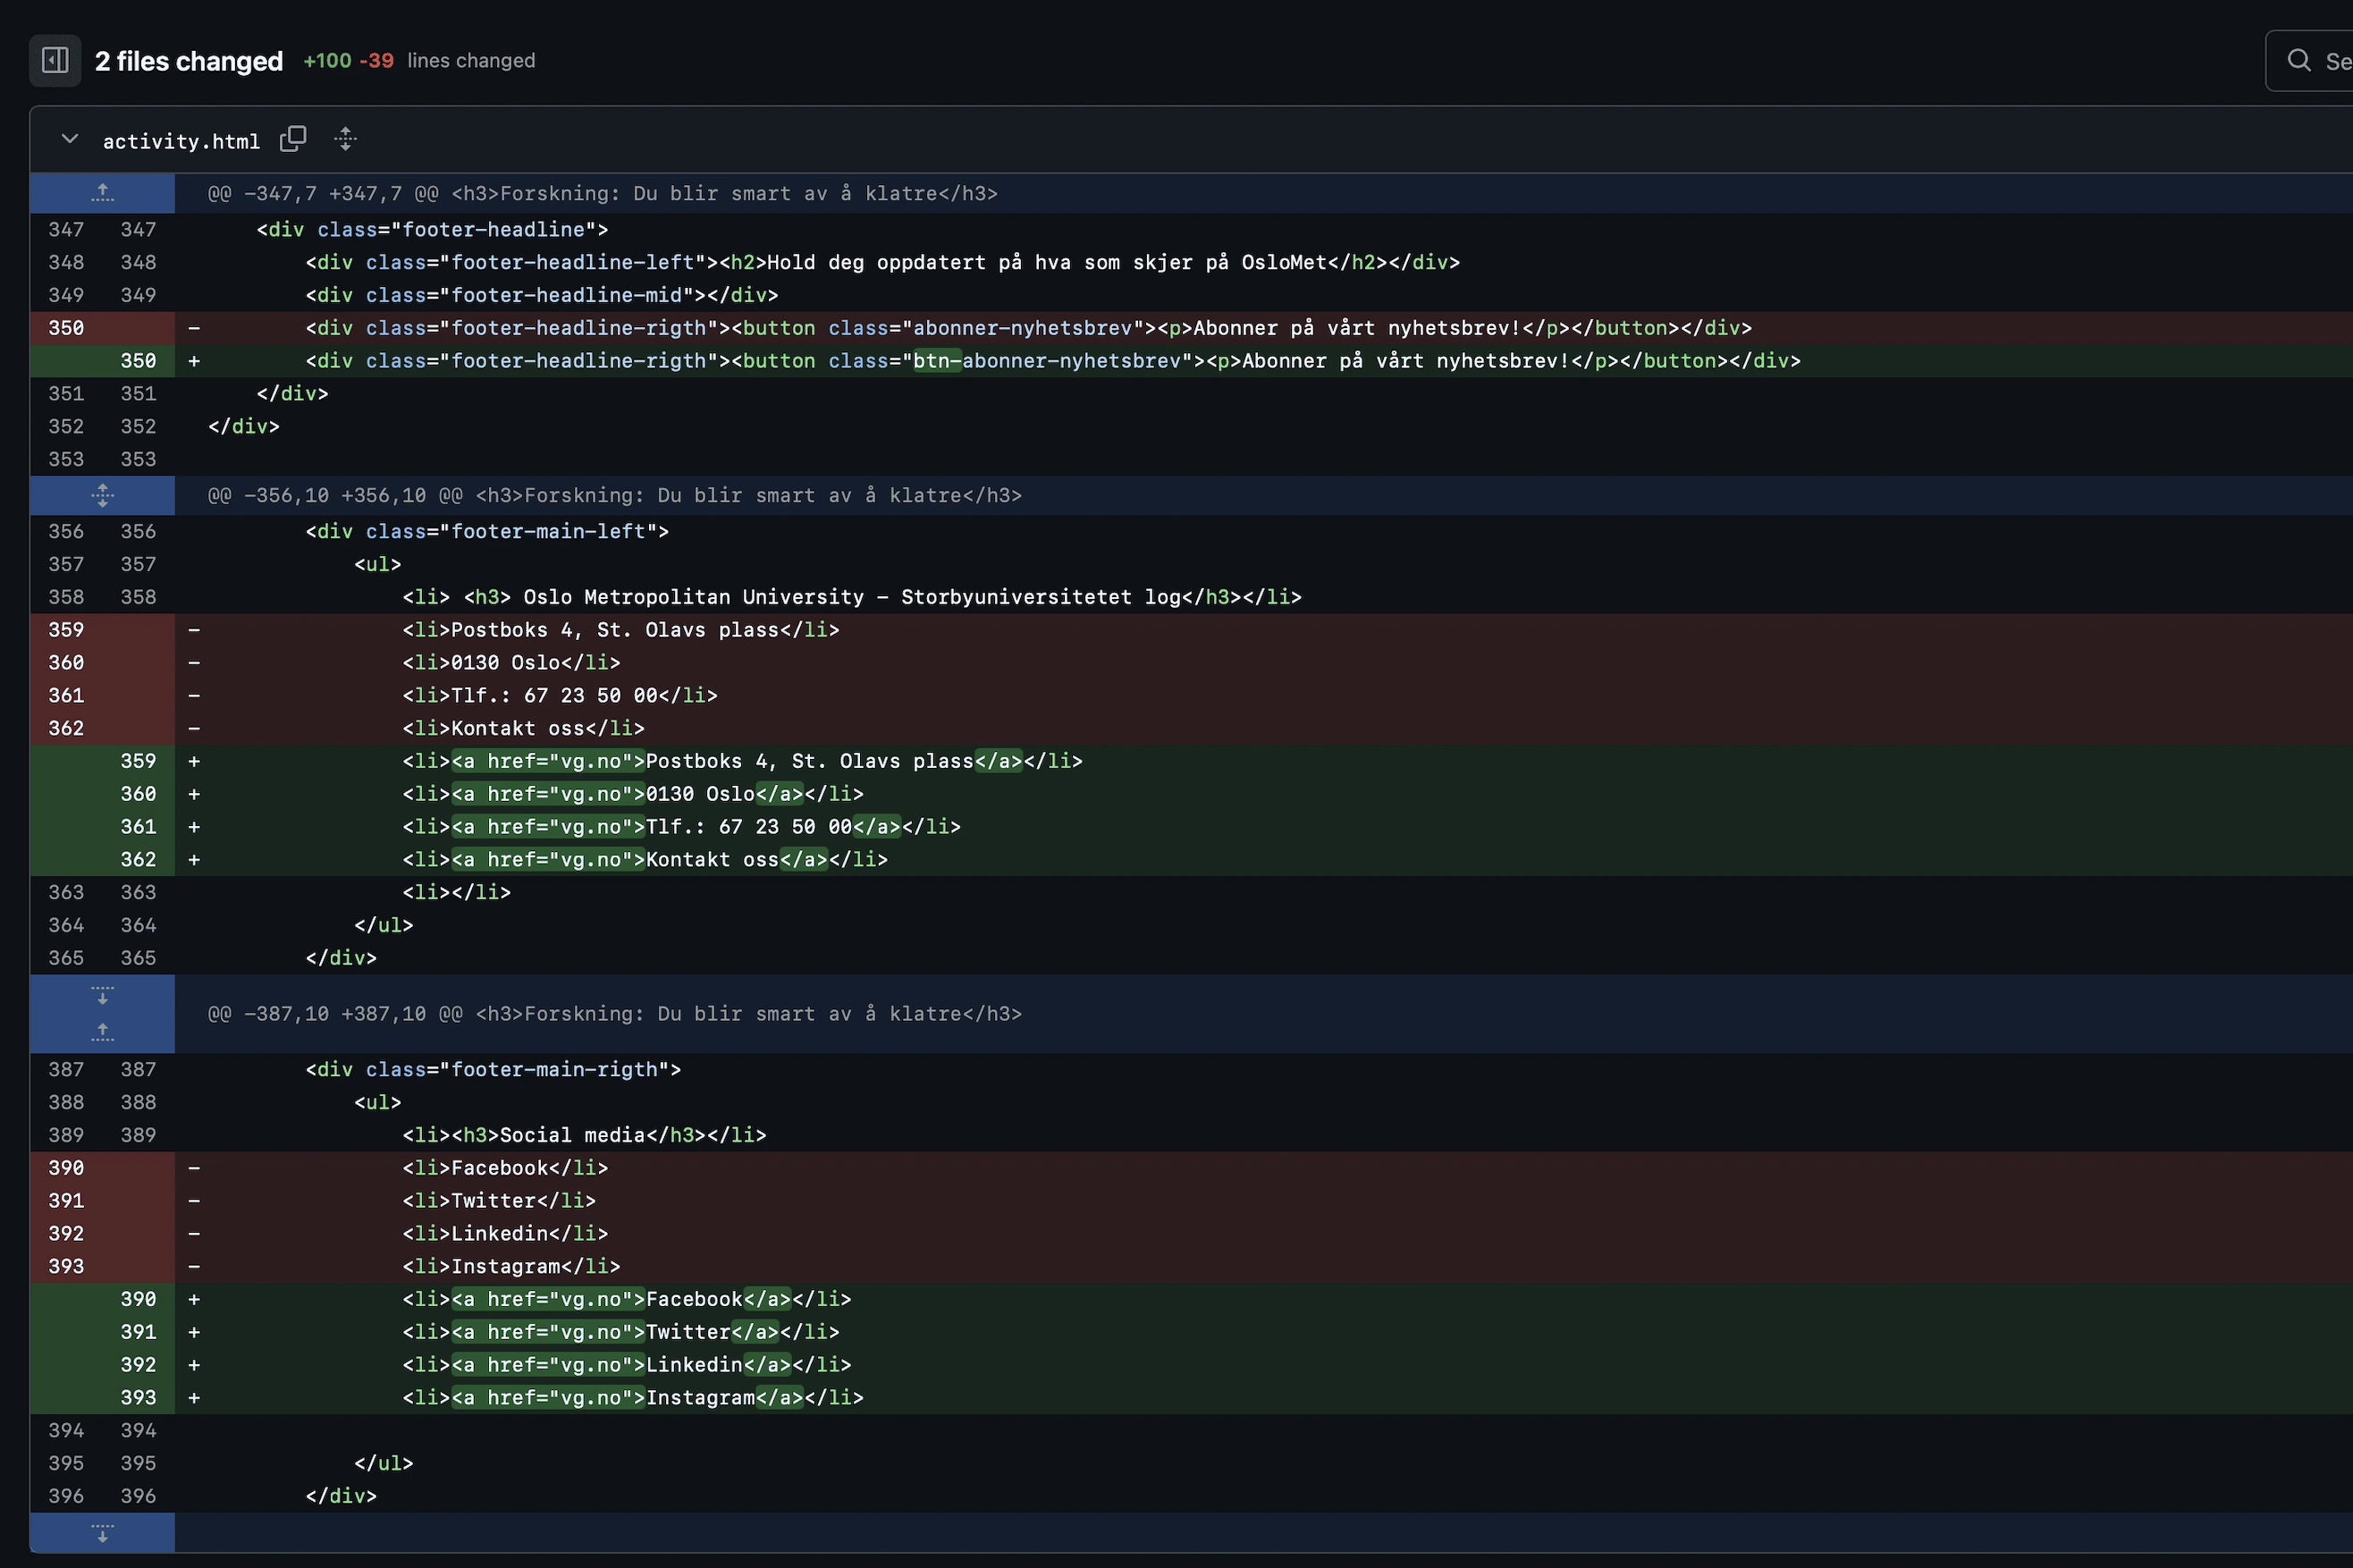 2 files changed +100 -39 lines changed
Se
activity.html
@@ -347,7 +347,7 @@ <h3>Forskning: Du blir smart av å klatre</h3>
347 347 <div class="footer-headline">
348 348 <div class="footer-headline-left"><h2>Hold deg oppdatert på hva som skjer på OsloMet</h2></div>
349 349 <div class="footer-headline-mid"></div>
350 - <div class="footer-headline-rigth"><button class="abonner-nyhetsbrev"><p>Abonner på vårt nyhetsbrev!</p></button></div>
350 + <div class="footer-headline-rigth"><button class="btn-abonner-nyhetsbrev"><p>Abonner på vårt nyhetsbrev!</p></button></div>
351 351 </div>
352 352 </div>
353 353
@@ -356,10 +356,10 @@ <h3>Forskning: Du blir smart av å klatre</h3>
356 356 <div class="footer-main-left">
357 357 <ul>
358 358 <li> <h3> Oslo Metropolitan University - Storbyuniversitetet log</h3></li>
359 - <li>Postboks 4, St. Olavs plass</li>
360 - <li>0130 Oslo</li>
361 - <li>Tlf.: 67 23 50 00</li>
362 - <li>Kontakt oss</li>
359 + <li><a href="vg.no">Postboks 4, St. Olavs plass</a></li>
360 + <li><a href="vg.no">0130 Oslo</a></li>
361 + <li><a href="vg.no">Tlf.: 67 23 50 00</a></li>
362 + <li><a href="vg.no">Kontakt oss</a></li>
363 363 <li></li>
364 364 </ul>
365 365 </div>
@@ -387,10 +387,10 @@ <h3>Forskning: Du blir smart av å klatre</h3>
387 387 <div class="footer-main-rigth">
388 388 <ul>
389 389 <li><h3>Social media</h3></li>
390 - <li>Facebook</li>
391 - <li>Twitter</li>
392 - <li>Linkedin</li>
393 - <li>Instagram</li>
390 + <li><a href="vg.no">Facebook</a></li>
391 + <li><a href="vg.no">Twitter</a></li>
392 + <li><a href="vg.no">Linkedin</a></li>
393 + <li><a href="vg.no">Instagram</a></li>
394 394
395 395 </ul>
396 396 </div>